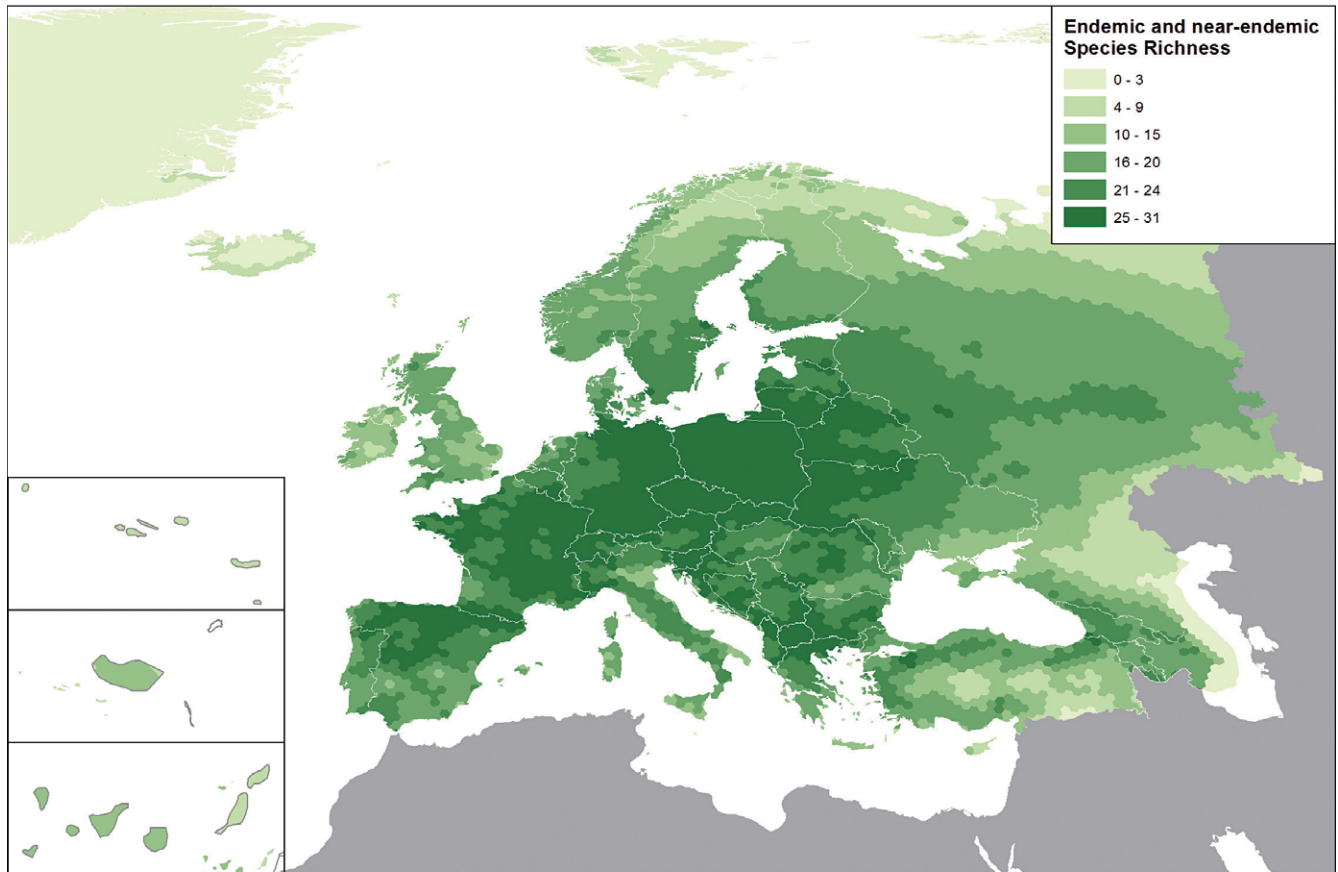 Endemic and near-endemic
Species Richness
0 - 3
4 - 9
10 - 15
16 - 20
21 - 24
25 - 31